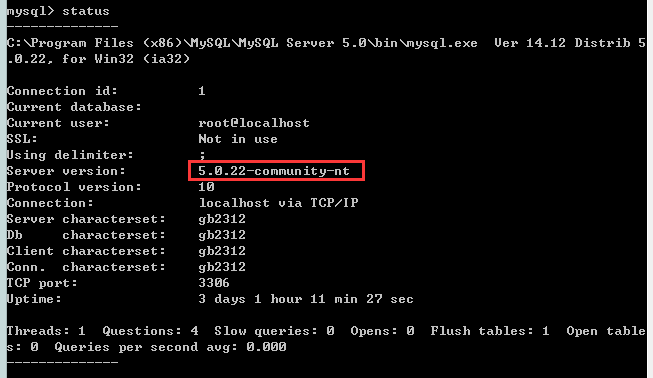 mysql> status
--------------
C:\Program Files (x86)\MySQL\MySQL Server 5.0\bin\mysql.exe  Ver 14.12 Distrib 5
.0.22, for Win32 (ia32)

Connection id:          1
Current database:
Current user:           root@localhost
SSL:                    Not in use
Using delimiter:        ;
Server version:         5.0.22-community-nt
Protocol version:       10
Connection:             localhost via TCP/IP
Server characterset:    gb2312
Db     characterset:    gb2312
Client characterset:    gb2312
Conn.  characterset:    gb2312
TCP port:               3306
Uptime:                 3 days 1 hour 11 min 27 sec

Threads: 1  Questions: 4  Slow queries: 0  Opens: 0  Flush tables: 1  Open table
s: 0  Queries per second avg: 0.000
--------------